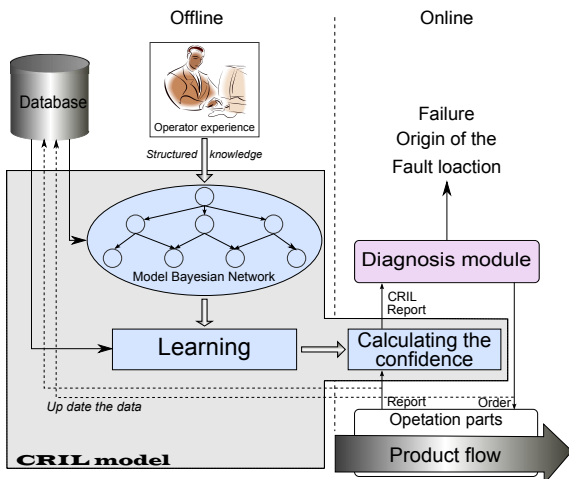 Offline
Online
Database
Operator experience
Structured knowledge
Failure
Origin of the
Fault loaction
Model Bayesian Network
Diagnosis module
CRIL
Report
Learning
Calculating the
confidence
Up date the data
Report
Order
Opetation parts
Product flow
CRIL model